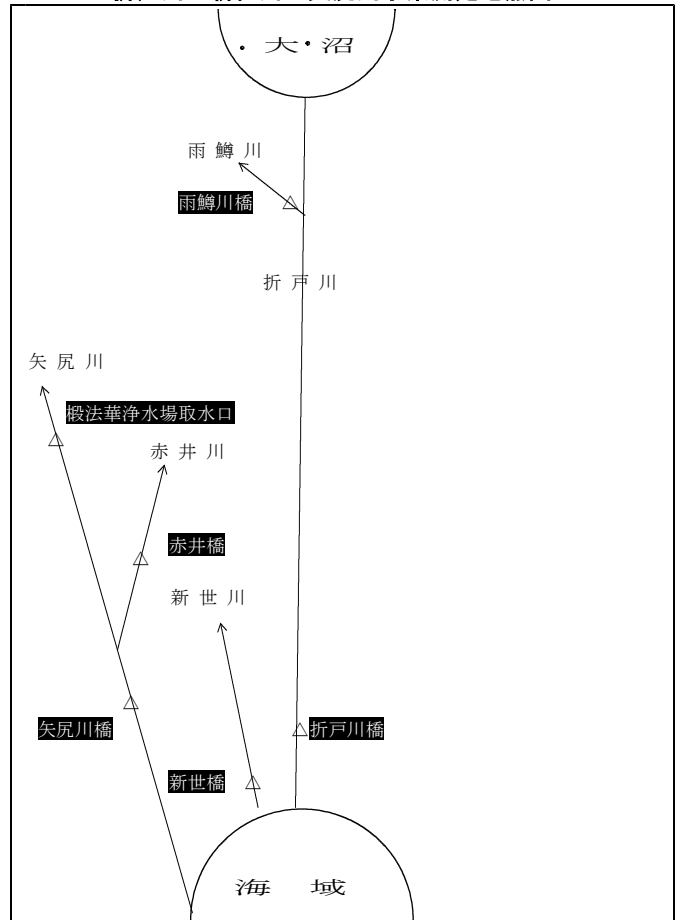 ・大・沼
雨鱒川
雨鱒川橋
折戸川
矢尻川
椴法華浄水場取水口
赤井川
赤井橋
新世川
矢尻川橋
折戸川橋
新世橋
海域